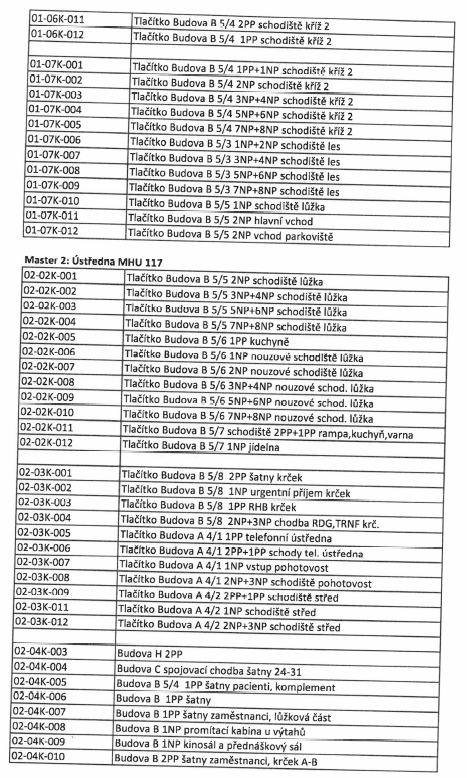 01-06K-011 Tlačítko Budova B 5/4 2PP schodiště kříž 2
01-06K-012 Tlačítko Budova B 5/4 1PP schodiště kříž 2
01-07K-001 Tlačítko Budova B 5/4 1PP+1NP schodiště kříž 2
01-07K-002 Tlačítko Budova B 5/4 2NP schodiště kříž 2
01-07K-003 Tlačítko Budova B 5/4 3NP+4NP schodiště kříž 2
01-07K-004 Tlačítko Budova B 5/4 5NP+6NP schodiště kříž 2
01-07K-005 Tlačítko Budova B 5/4 7NP+8NP schodiště kříž 2
01-07K-006 Tlačítko Budova B 5/3 1NP+2NP schodiště les
01-07K-007 Tlačítko Budova B 5/3 3NP+4NP schodiště les
01-07K-008 Tlačítko Budova B 5/3 5NP+6NP schodiště les
01-07K-009 Tlačítko Budova B 5/3 7NP+8NP schodiště les
01-07K-010 Tlačítko Budova B 5/5 1NP schodiště lůžka
01-07K-011 Tlačítko Budova B 5/5 2NP hlavní vchod
01-07K-012 Tlačítko Budova B 5/5 2NP vchod parkoviště
Master 2: Ústředna MHU 117
02-02K-001 Tlačítko Budova B 5/5 2NP schodiště lůžka
02-02K-002 Tlačítko Budova B 5/5 3NP+4NP schodiště lůžka
02-02K-003 Tlačítko Budova B 5/5 5NP+6NP schodiště lůžka
02-02K-004 Tlačítko Budova B 5/5 7NP+8NP schodiště lůžka
02-02K-005 Tlačítko Budova B 5/6 1PP kuchyně
02-02K-006 Tlačítko Budova B 5/6 1NP nouzové schodiště lůžka
02-02K-007 Tlačítko Budova B 5/6 2NP nouzové schodiště lůžka
02-02K-008 Tlačítko Budova B 5/6 3NP+4NP nouzové schod. lůžka
02-02K-009 Tlačítko Budova B 5/6 5NP+6NP nouzové schod. lůžka
02-02K-010 Tlačítko Budova B 5/6 7NP+8NP nouzové schod. lůžka
02-02K-011 Tlačítko Budova B 5/7 schodiště 2PP+1PP rampa,kuchyň,varna
02-02K-012 Tlačítko Budova B 5/7 1NP jídelna
02-03K-001 Tlačítko Budova B 5/8 2PP šatny krček
02-03K-002 Tlačítko Budova B 5/8 1NP urgentní příjem krček
02-03K-003 Tlačítko Budova B 5/8 1PP RHB krček
02-03K-004 Tlačítko Budova B 5/8 2NP+3NP chodba RDG,TRNF krč.
02-03K-005 Tlačítko Budova A 4/1 1PP telefonní ústředna
02-03K-006 Tlačítko Budova A 4/1 2PP+1PP schody tel. ústředna
02-03K-007 Tlačítko Budova A 4/1 1NP vstup pohotovost
02-03K-008 Tlačítko Budova A 4/1 2NP+3NP schodiště pohotovost
02-03K-009 Tlačítko Budova A 4/2 2PP+1PP schodiště střed
02-03K-011 Tlačítko Budova A 4/2 1NP schodiště střed
02-03K-012 Tlačítko Budova A 4/2 2NP+3NP schodiště střed
02-04K-003 Budova H 2PP
02-04K-004 Budova C spojovací chodba šatny 24-31
02-04K-005 Budova B 5/4 1PP šatny pacienti, komplement
02-04K-006 Budova B 1PP šatny
02-04K-007 Budova B 1PP šatny zaměstnanci, lůžková část
02-04K-008 Budova B 1NP promítací kabina u výtahů
02-04K-009 Budova B 1NP kinosál a přednáškový sál
02-04K-010 Budova B 2PP šatny zaměstnanci, krček A-B